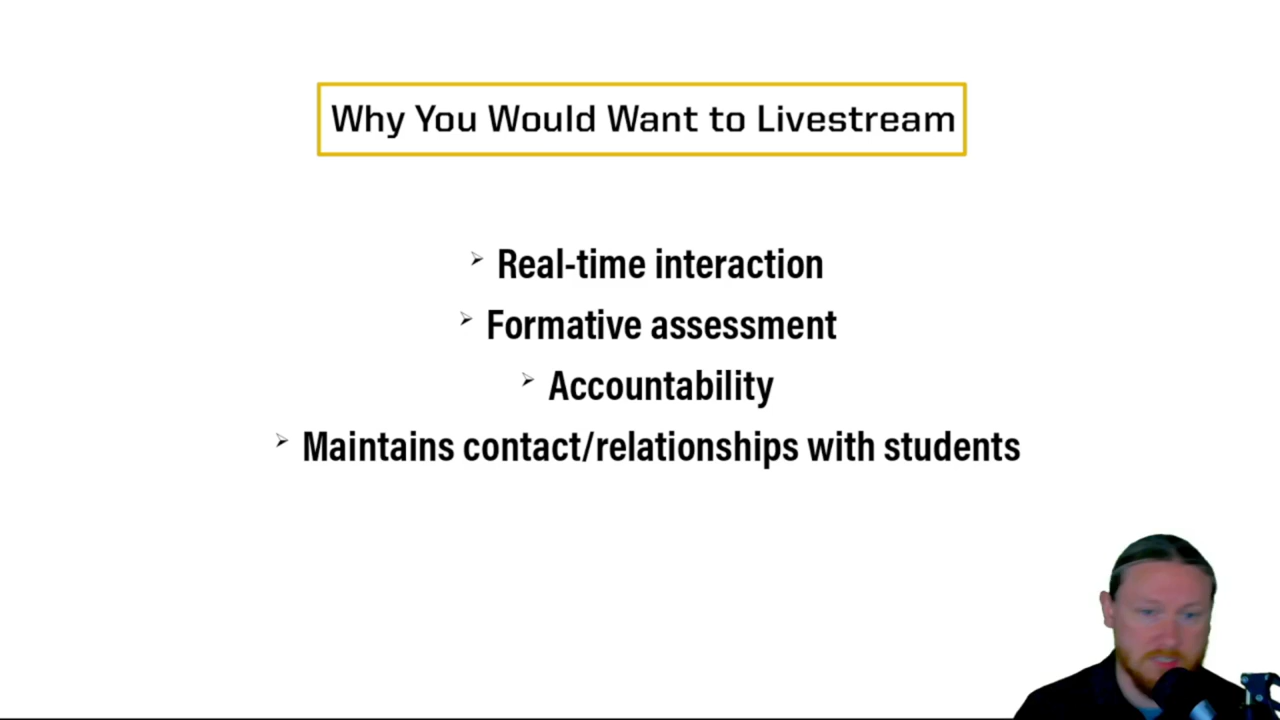 Why You Would Want to Livestream
➢ Real-time interaction
➢ Formative assessment
➢ Accountability
➢ Maintains contact/relationships with students